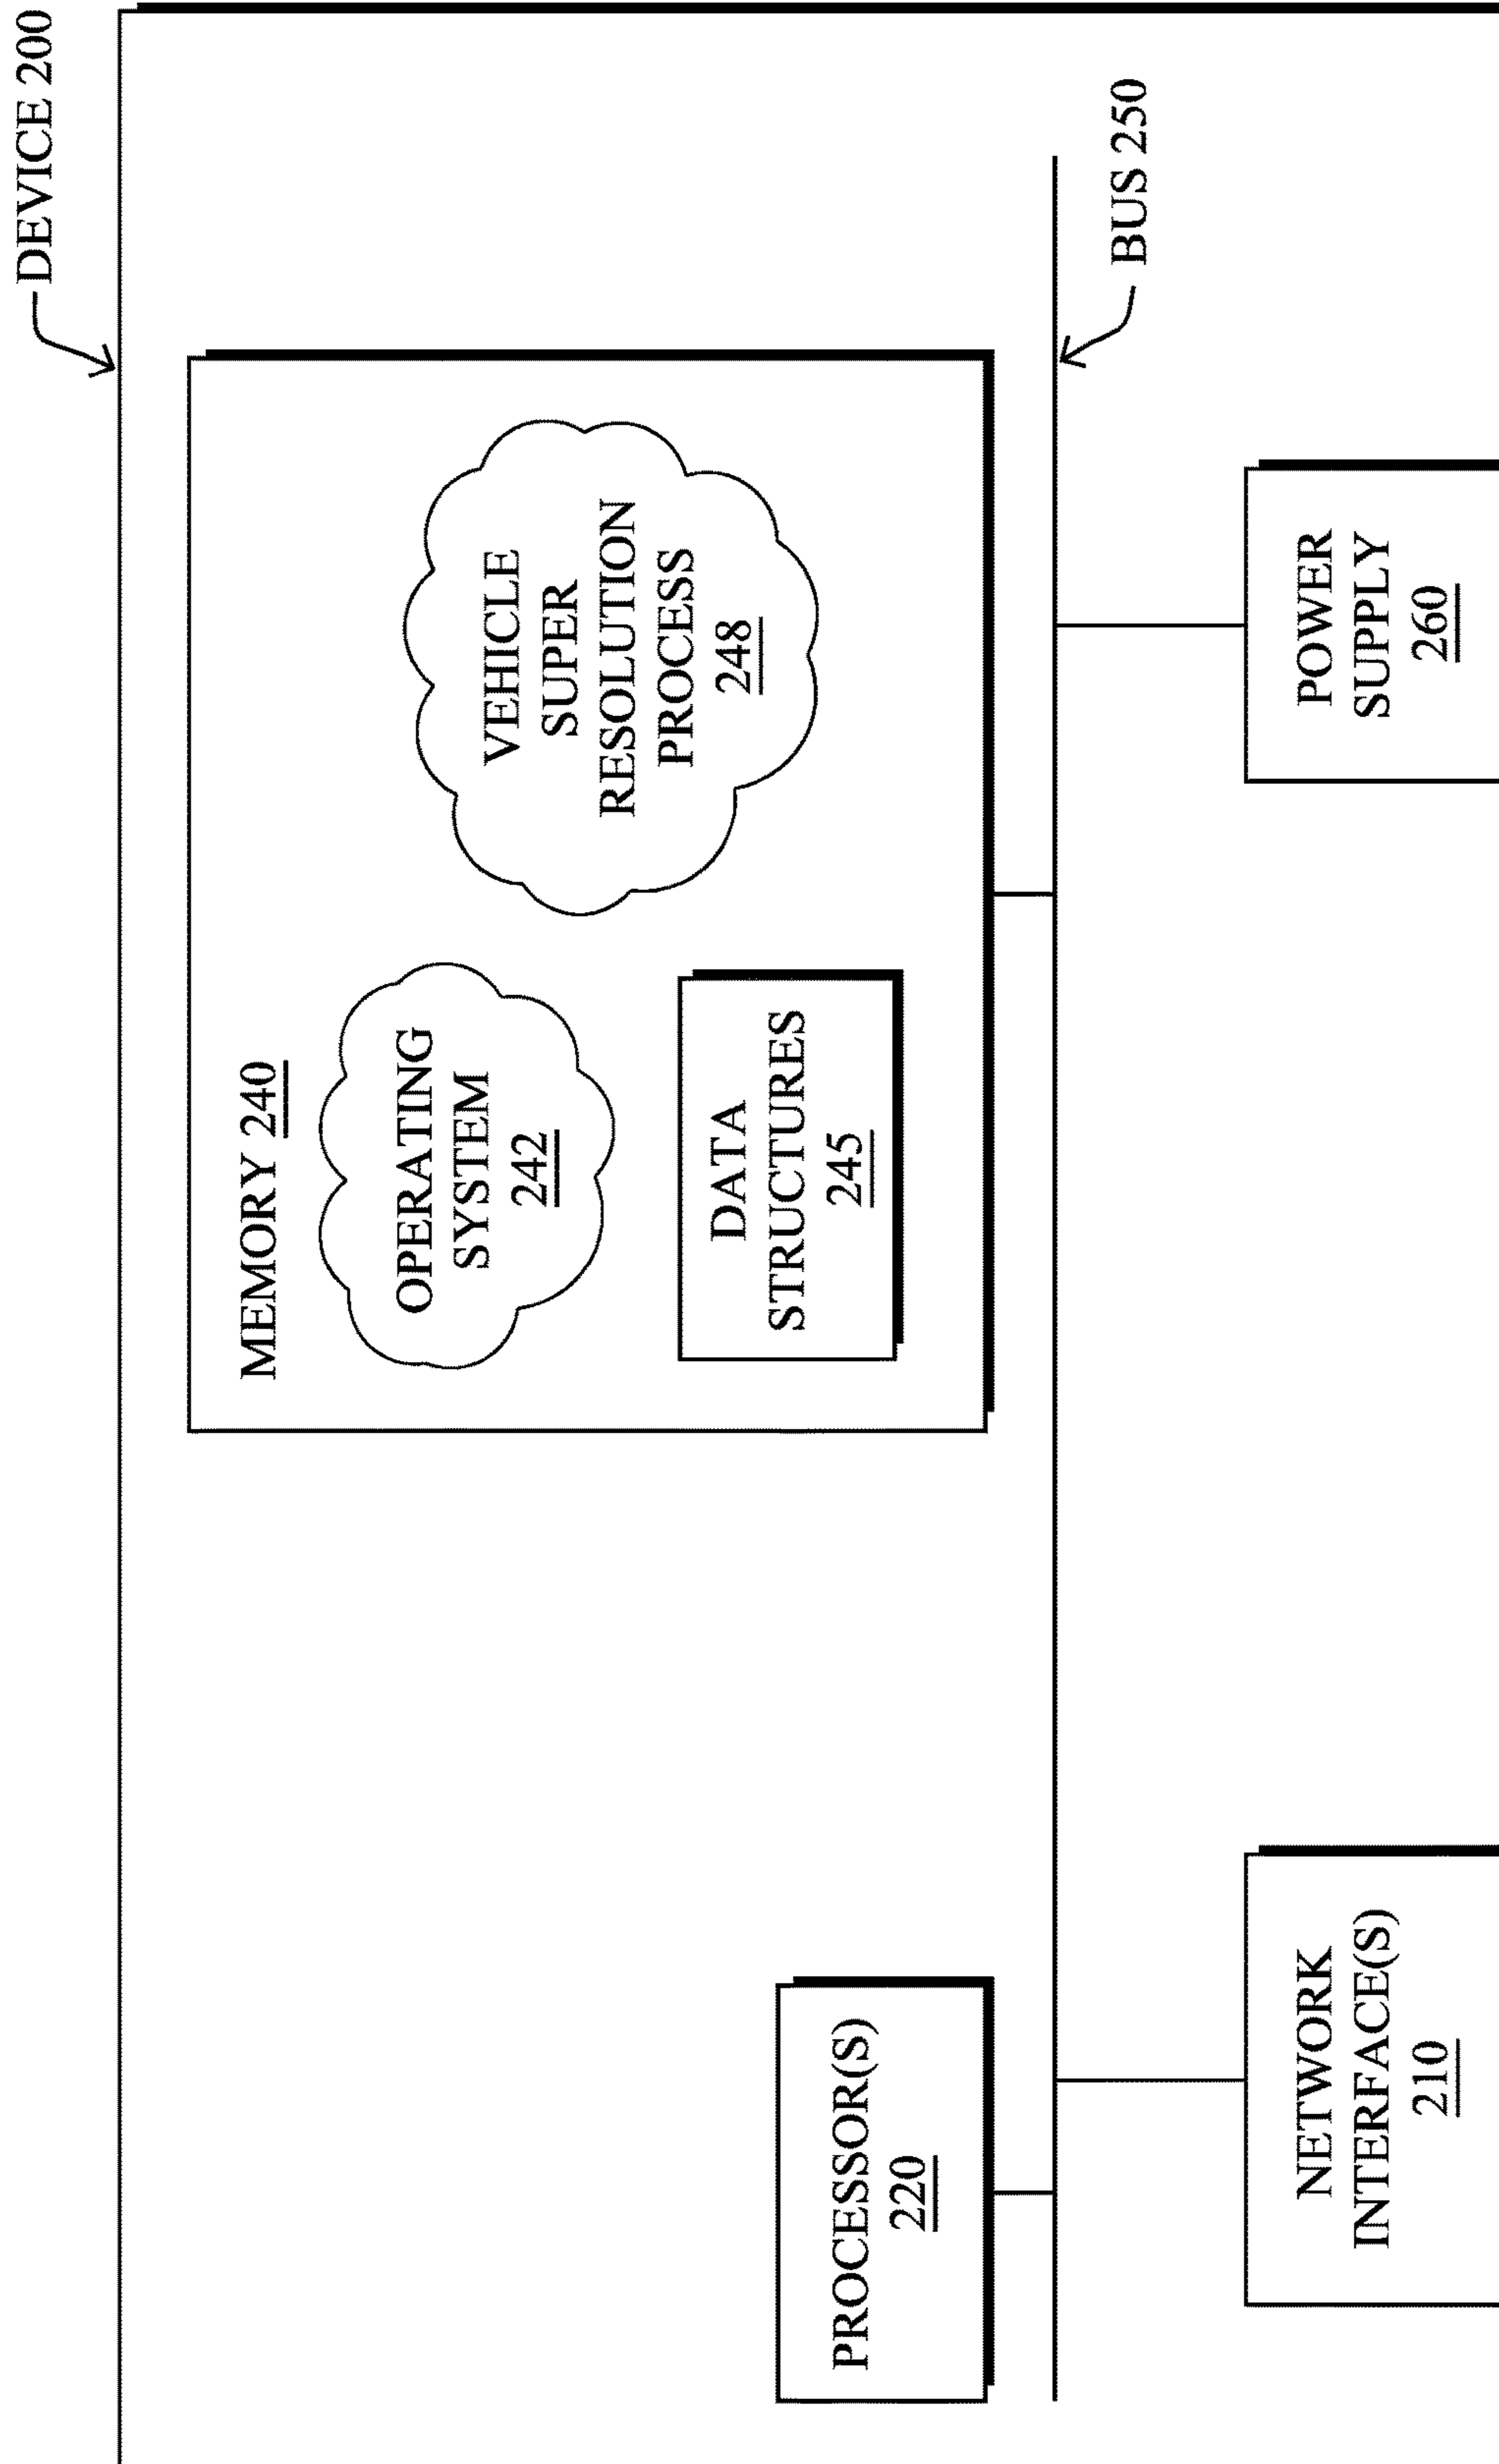 DEVICE 200
MEMORY 240
OPERATING
SYSTEM
242
VEHICLE
SUPER
RESOLUTION
PROCESS
248
DATA
STRUCTURES
245
PROCESSOR(S)
220
BUS 250
NETWORK
INTERFACE(S)
210
POWER
SUPPLY
260